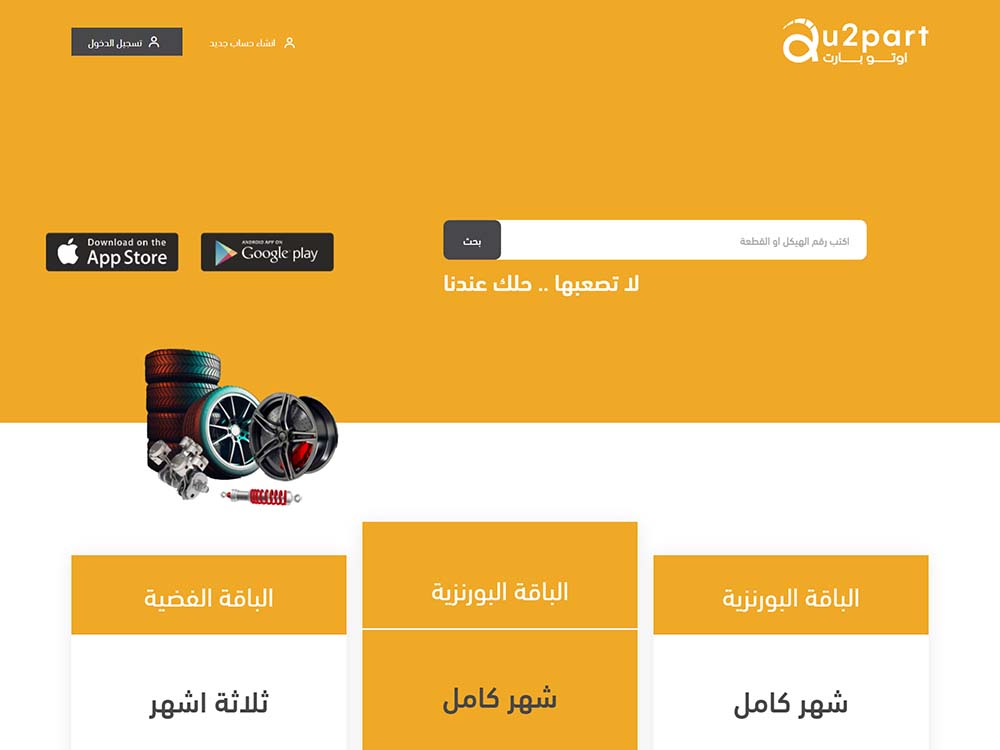 au2part
اوتـــو بـــارت
انشاء حساب جديد
تسجيل الدخول
اكتب رقم الهيكل او القطعة
بحث
لا تصعبها .. حلك عندنا
ANDROID APP ON
Google play
Download on the
App Store
الباقة البورنزية
شهر كامل
الباقة البورنزية
شهر كامل
الباقة الفضية
ثلاثة اشهر